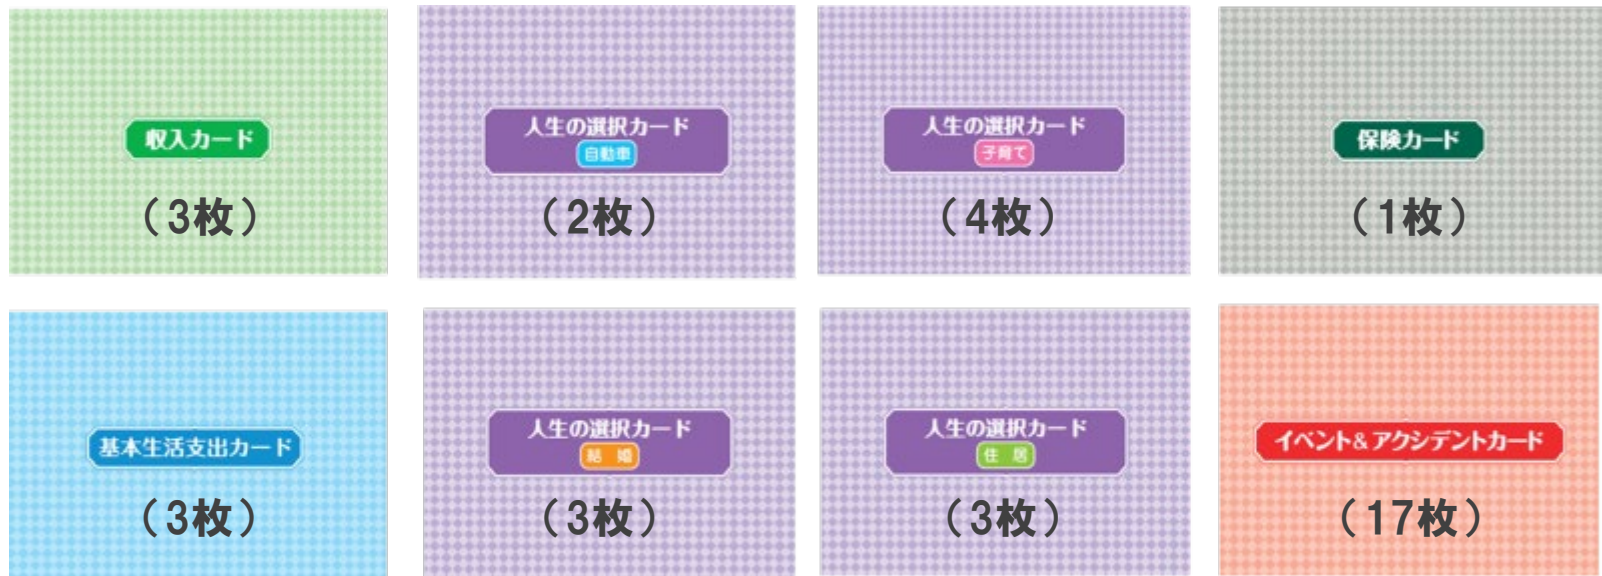 収入カード
（3枚）
人生の選択カード
自動車
（2枚）
人生の選択カード
子育て
（4枚）
保険カード
（1枚）
基本生活支出カード
（3枚）
人生の選択カード
結 婚
（3枚）
人生の選択カード
住 居
（3枚）
イベント&アクシデントカード
（17枚）